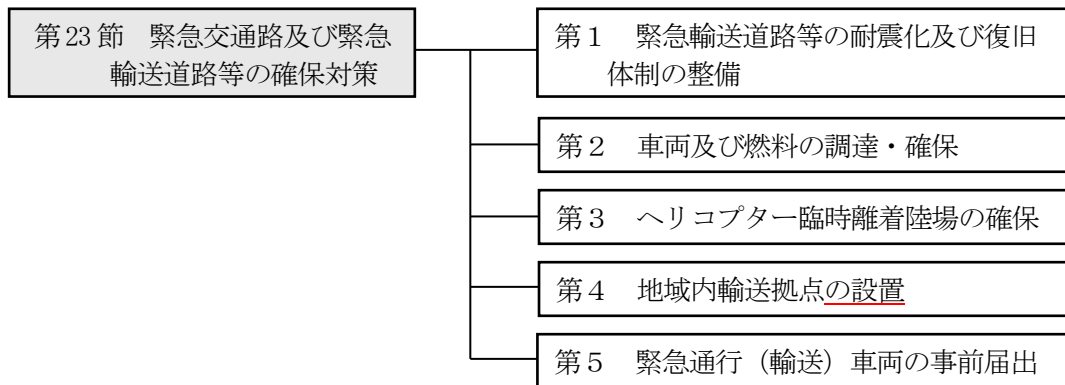 第23節　緊急交通路及び緊急
輸送道路等の確保対策
第１　緊急輸送道路等の耐震化及び復旧
体制の整備
第２　車両及び燃料の調達・確保
第３　ヘリコプター臨時離着陸場の確保
第４　地域内輸送拠点の設置
第５　緊急通行（輸送）車両の事前届出